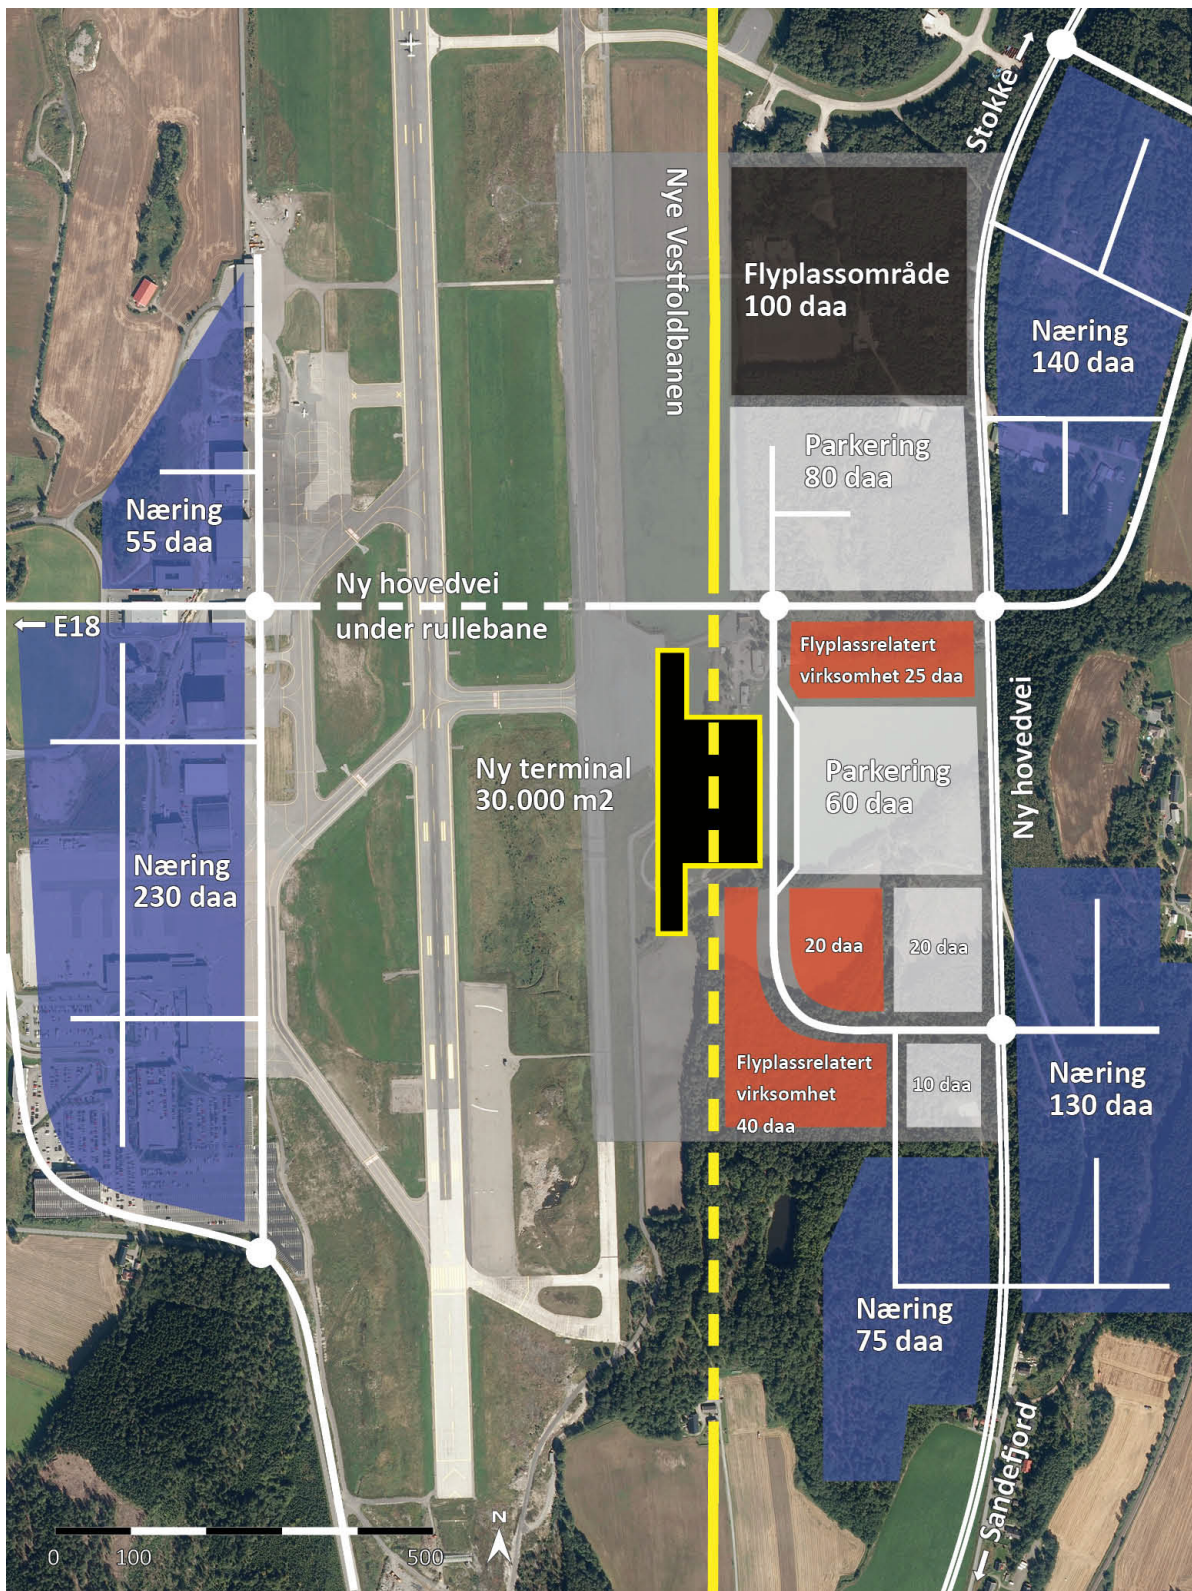 Stokke
Nye Vestfoldbanen
Flyplassområde
100 daa
Næring
140 daa
Parkering
80 daa
Næring
55 daa
Ny hovedvei
under rullebane
E18
Flyplassrelatert
virksomhet 25 daa
Ny hovedvei
Ny terminal
30.000 m2
Parkering
60 daa
Næring
230 daa
20 daa
20 daa
Flyplassrelatert
virksomhet
40 daa
10 daa
Næring
130 daa
Næring
75 daa
Sandefjord
N
0 100 500